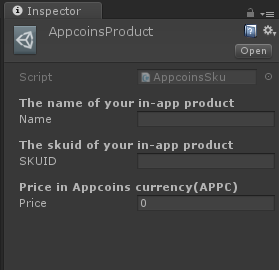 Inspector
AppcoinsProduct
Open
Script AppcoinsSku
The name of your in-app product
Name
The skuid of your in-app product
SKUID
Price in Appcoins currency(APPC)
Price 0